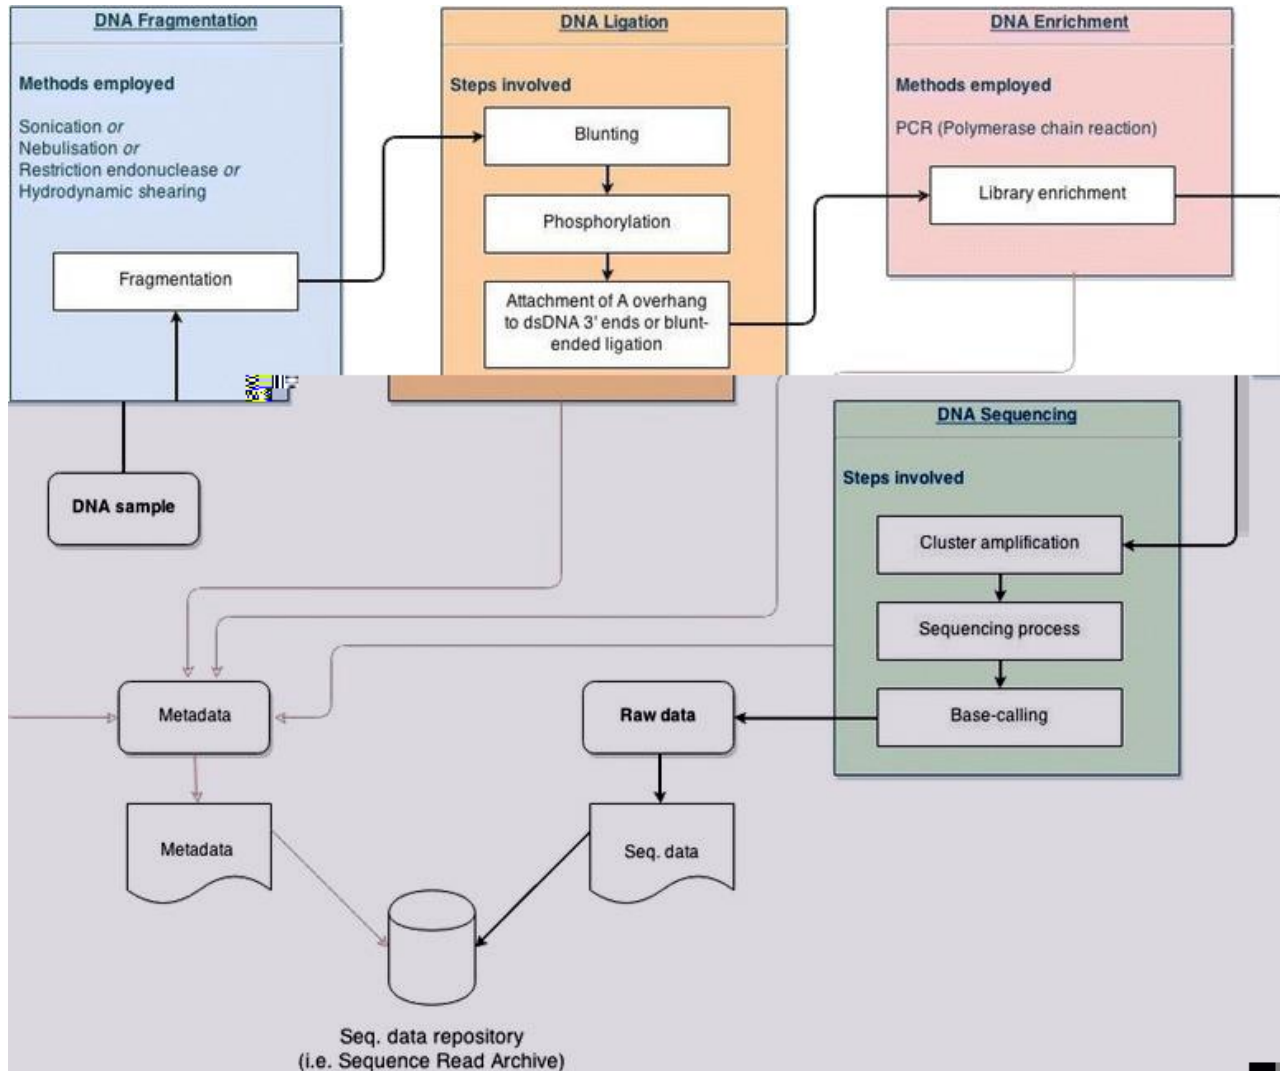 DNA Fragmentation
Methods employed
Sonication or
Nebulisation or
Restriction endonuclease or
Hydrodynamic shearing
Fragmentation
DNA sample
DNA Ligation
Steps involved
Blunting
Phosphorylation
Attachment of A overhang
to dsDNA 3' ends or blunt-
ended ligation
DNA Enrichment
Methods employed
PCR (Polymerase chain reaction)
Library enrichment
DNA Sequencing
Steps involved
Cluster amplification
Sequencing process
Base-calling
Raw data
Seq. data
Metadata
Metadata
Seq. data repository
(i.e. Sequence Read Archive)